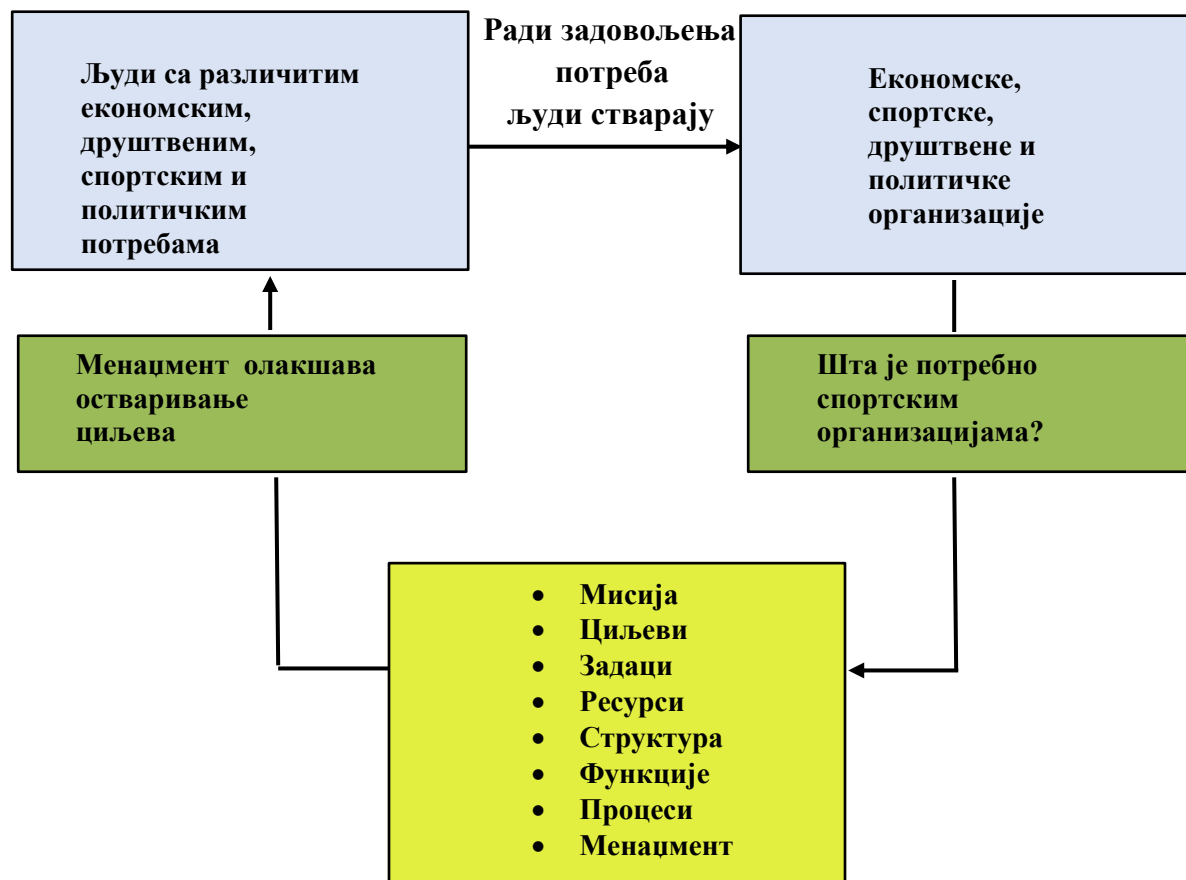 Људи са различитим
економским,
друштвеним,
спортским и
политичким
потребама
Ради задовољења
потреба
људи стварају
Економске,
спортске,
друштвене и
политичке
организације
Менаџмент олакшава
остваривање
циљева
Шта је потребно
спортским
организацијама?
• Мисија
• Циљеви
• Задаци
• Ресурси
• Структура
• Функције
• Процеси
• Менаџмент